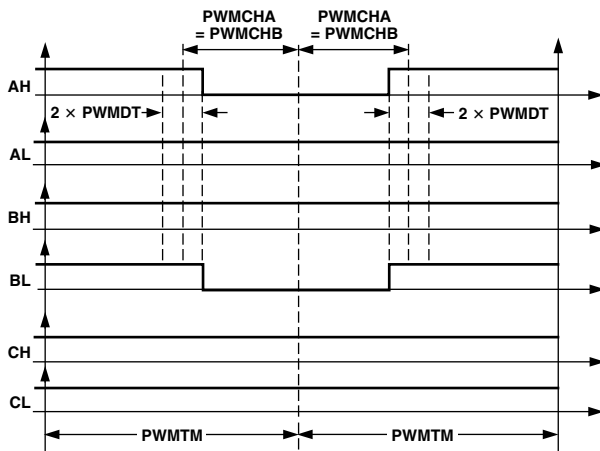 PWMCHA
= PWMCHB
PWMCHA
= PWMCHB
AH
2 × PWMDT
2 × PWMDT
AL
BH
BL
CH
CL
PWMTM
PWMTM